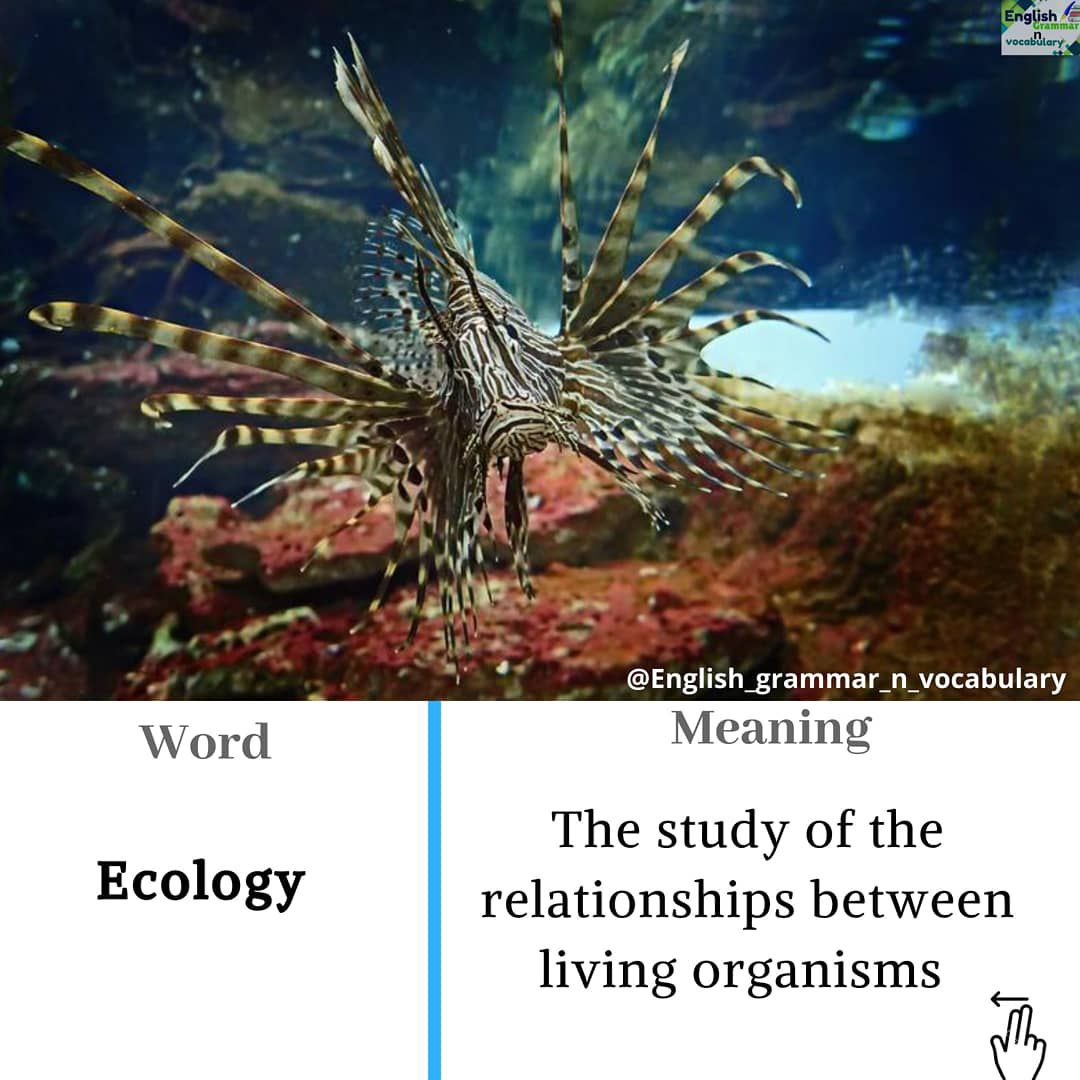 English
Grammar
n
vocabulary
@English_grammar_n_vocabulary
Word
Meaning
Ecology
The study of the
relationships between
living organisms